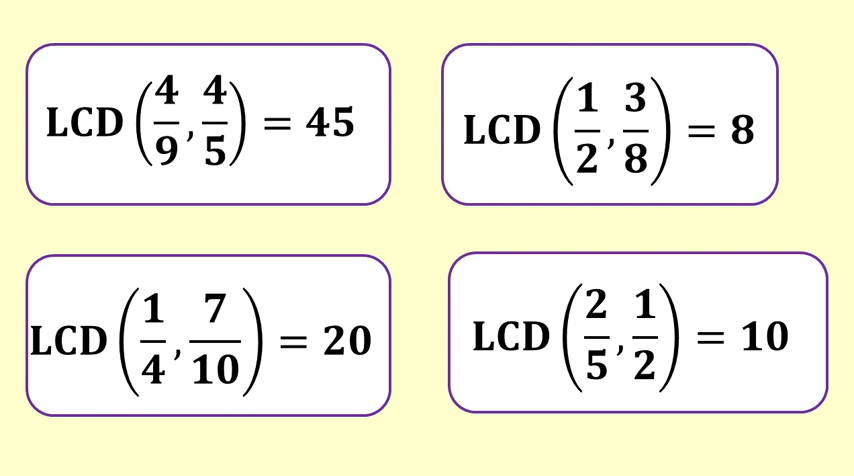 LCD (4/9, 4/5) = 45
LCD (1/2, 3/8) = 8
LCD (1/4, 7/10) = 20
LCD (2/5, 1/2) = 10